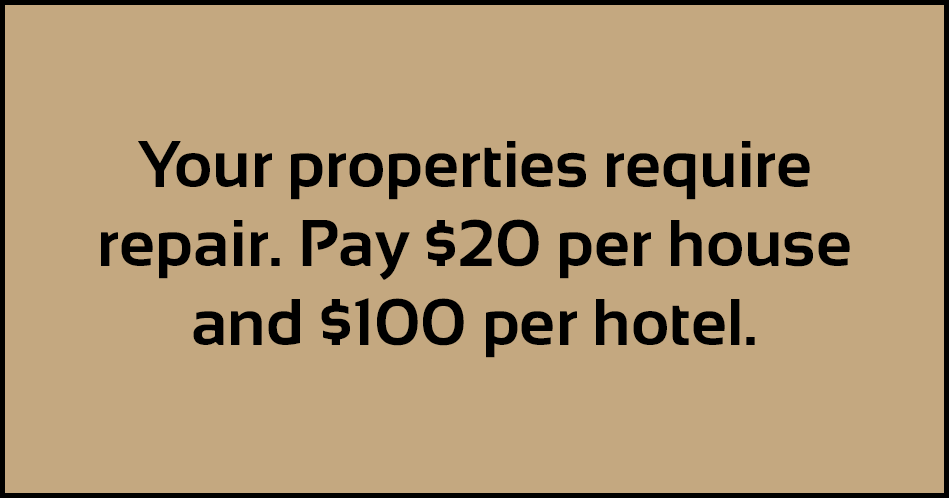 Your properties require
repair. Pay $20 per house
and $100 per hotel.